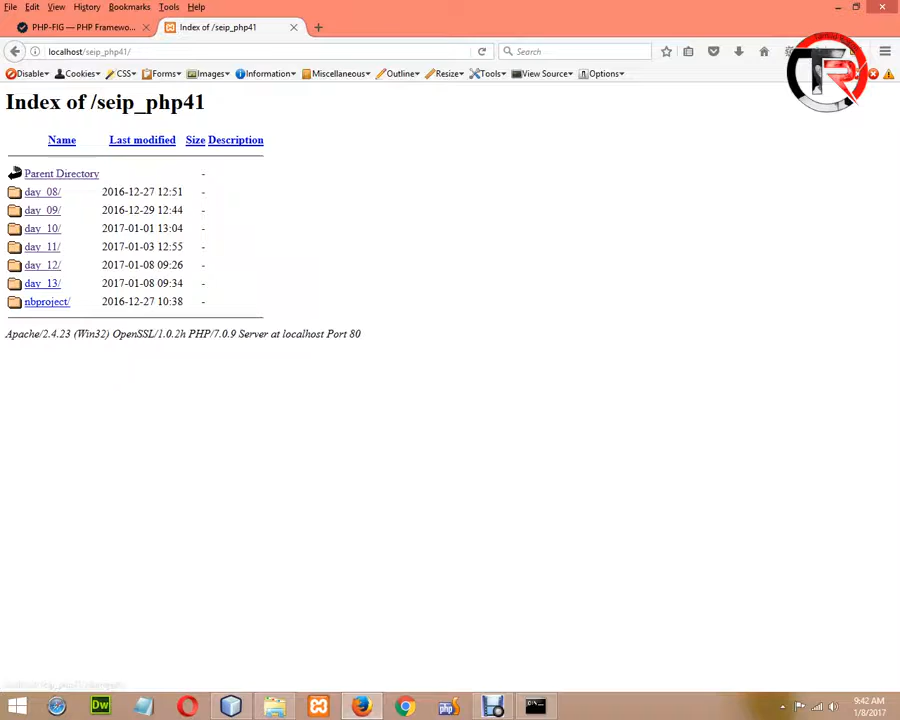 File Edit View History Bookmarks Tools Help
PHP-FIG — PHP Framewo...
Index of /seip_php41
localhost/seip_php41/
Search
Disable Cookies CSS Forms Images Information Miscellaneous Outline Resize Tools View Source Options
Index of /seip_php41
Name Last modified Size Description
Parent Directory -
day_08/ 2016-12-27 12:51 -
day_09/ 2016-12-29 12:44 -
day_10/ 2017-01-01 13:04 -
day_11/ 2017-01-03 12:55 -
day_12/ 2017-01-08 09:26 -
day_13/ 2017-01-08 09:34 -
nbproject/ 2016-12-27 10:38 -
Apache/2.4.23 (Win32) OpenSSL/1.0.2h PHP/7.0.9 Server at localhost Port 80
Dw
php
9:42 AM
1/8/2017